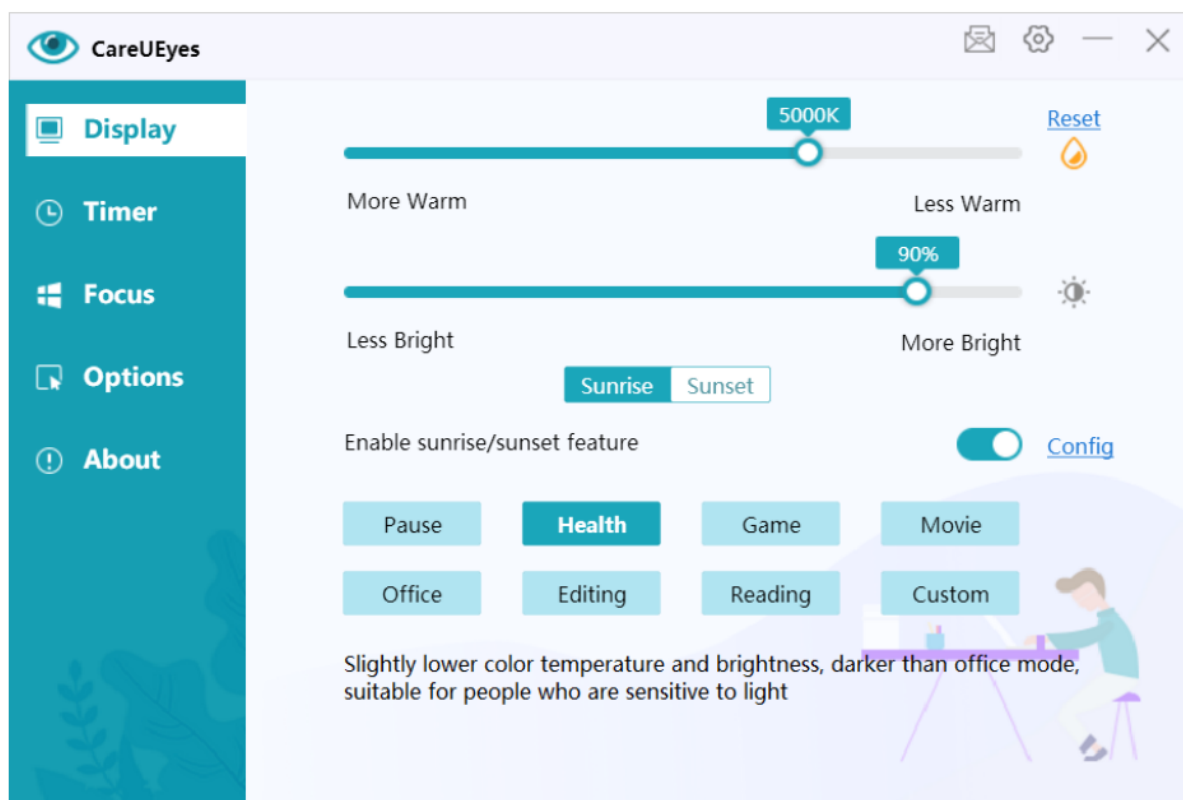 CareUEyes
Display
Timer
Focus
Options
About
5000K
Reset
More Warm
Less Warm
90%
Less Bright
More Bright
Sunrise
Sunset
Enable sunrise/sunset feature
Config
Pause
Health
Game
Movie
Office
Editing
Reading
Custom
Slightly lower color temperature and brightness, darker than office mode,
suitable for people who are sensitive to light